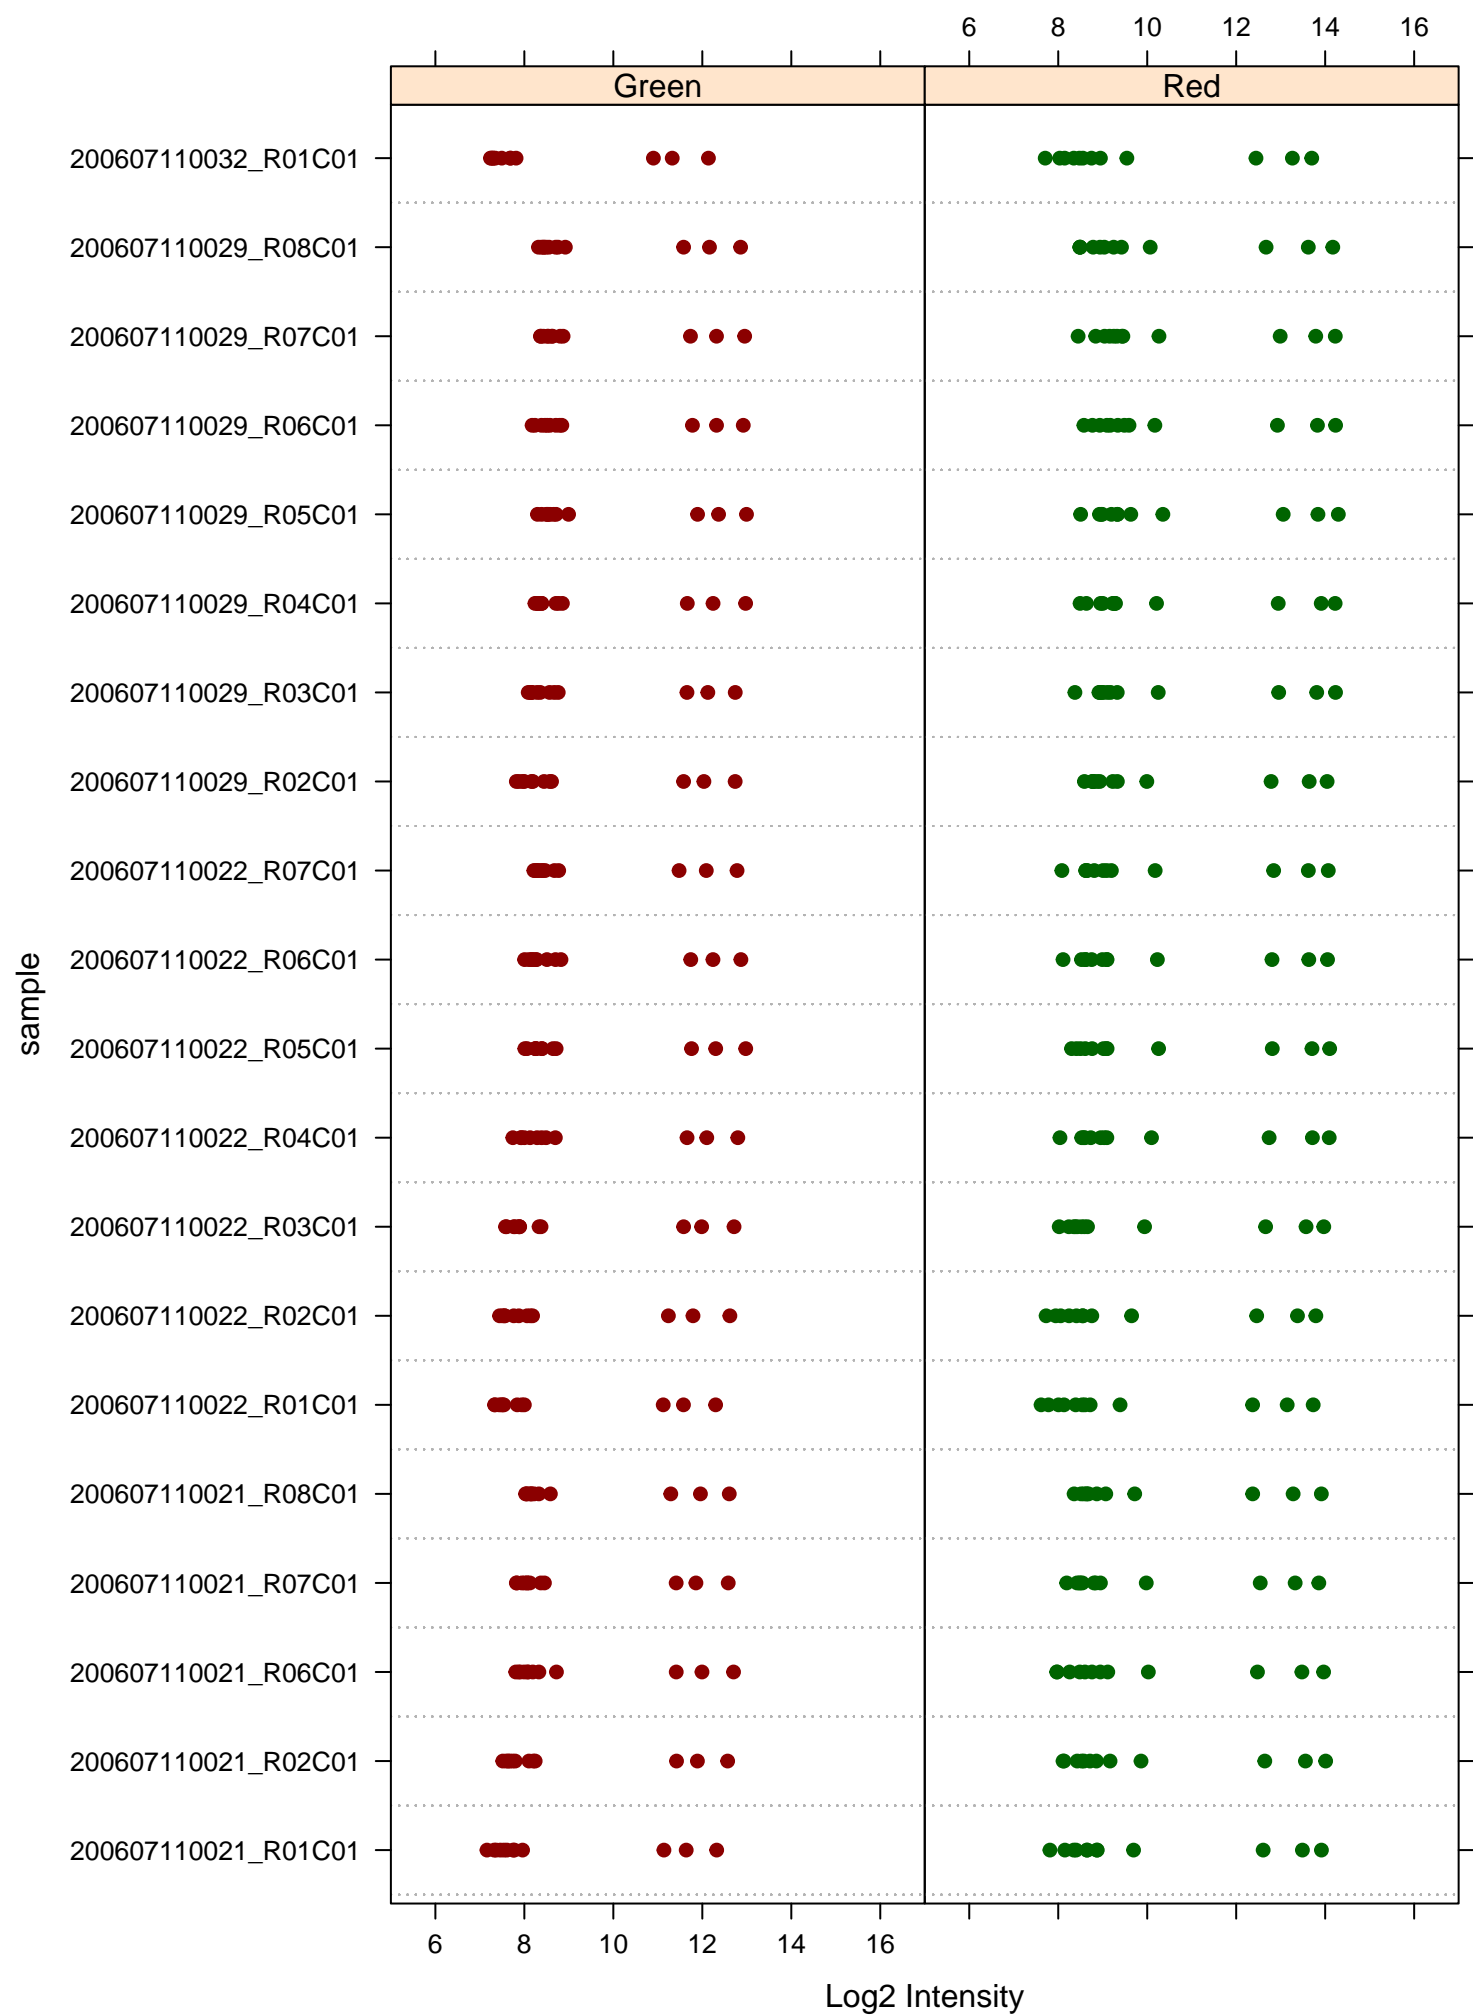 6 8 10 12 14 16
Green Red
200607110032_R01C01
200607110029_R08C01
200607110029_R07C01
200607110029_R06C01
200607110029_R05C01
200607110029_R04C01
200607110029_R03C01
200607110029_R02C01
200607110022_R07C01
200607110022_R06C01
sample
200607110022_R05C01
200607110022_R04C01
200607110022_R03C01
200607110022_R02C01
200607110022_R01C01
200607110021_R08C01
200607110021_R07C01
200607110021_R06C01
200607110021_R02C01
200607110021_R01C01
6 8 10 12 14 16
Log2 Intensity